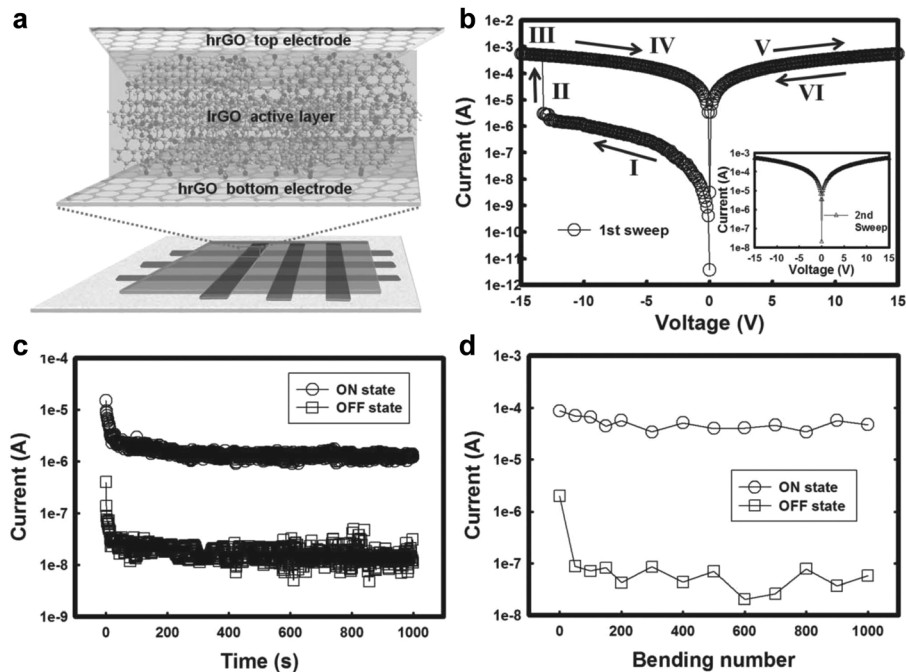 a
hrGO top electrode
lrGO active layer
hrGO bottom electrode
b
1e-2
1e-3
1e-4
1e-5
1e-6
1e-7
1e-8
1e-9
1e-10
1e-11
1e-12
Current (A)
III
IV
V
VI
II
I
1st sweep
-15
-10
-5
0
5
10
15
Voltage (V)
1e-3
1e-4
1e-5
1e-6
1e-7
1e-8
Current (A)
2nd
Sweep
-15
-10
-5
0
5
10
15
Voltage (V)
c
1e-4
1e-5
1e-6
1e-7
1e-8
1e-9
Current (A)
ON state
OFF state
0
200
400
600
800
1000
Time (s)
d
1e-3
1e-4
1e-5
1e-6
1e-7
1e-8
Current (A)
ON state
OFF state
0
200
400
600
800
1000
Bending number